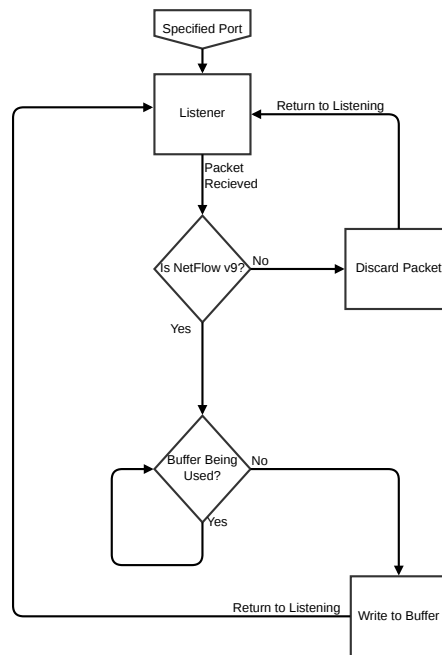 Specified Port
Listener
Return to Listening
Packet
Recieved
Is NetFlow v9?
No
Discard Packet
Yes
Buffer Being
Used?
No
Yes
Return to Listening
Write to Buffer